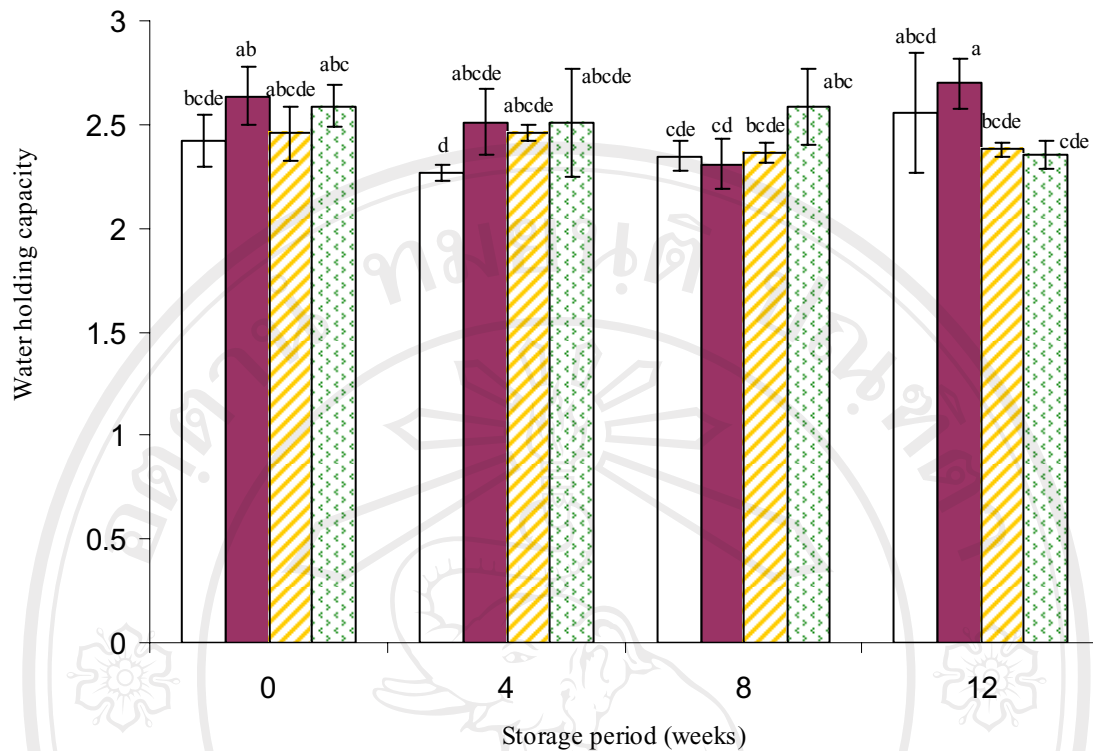 3
2.5
2
1.5
1
0.5
0
Water holding capacity
bcde ab abcde abc
d abcde abcde abcde
cde cd bcde abc
abcd a bcde cde
0 4 8 12
Storage period (weeks)